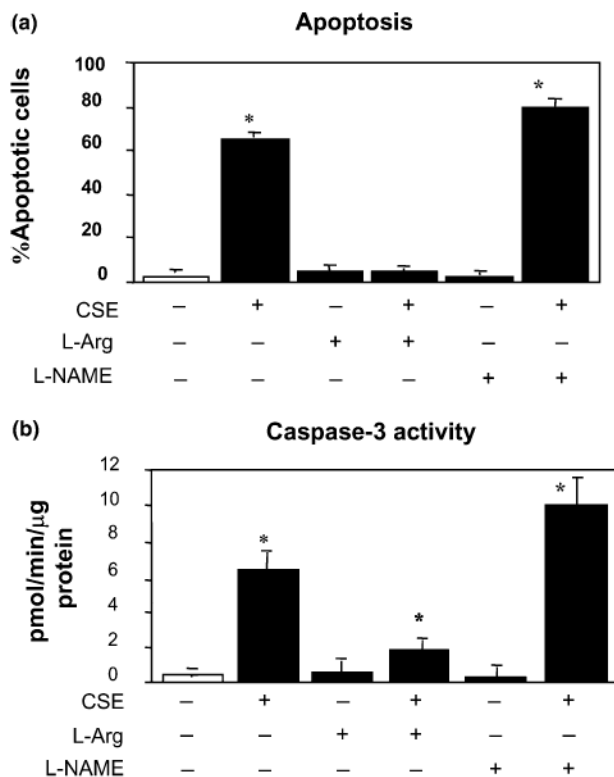 (a) Apoptosis
%Apoptotic cells
100
80
60
40
20
0
* *
CSE – + – + – +
L-Arg – – + + – –
L-NAME – – – – + +
(b) Caspase-3 activity
pmol/min/μg
protein
12
10
8
6
4
2
0
* * *
CSE – + – + – +
L-Arg – – + + – –
L-NAME – – – – + +